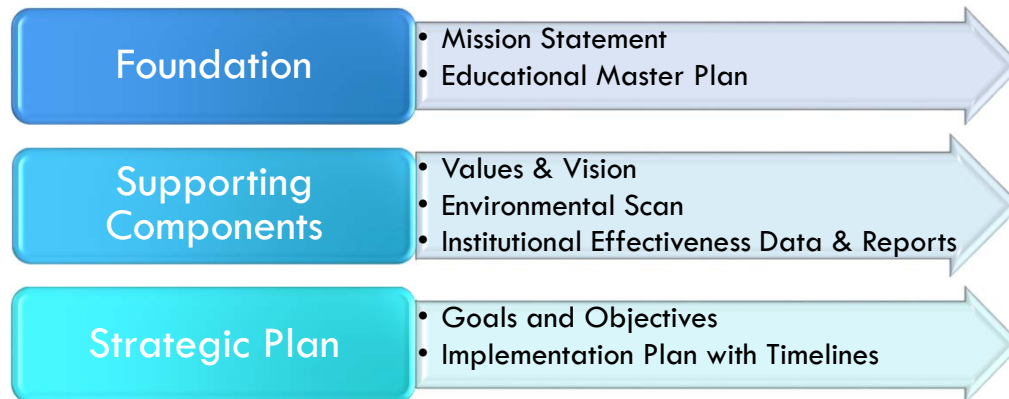 Foundation
• Mission Statement
• Educational Master Plan
Supporting
Components
• Values & Vision
• Environmental Scan
• Institutional Effectiveness Data & Reports
Strategic Plan
• Goals and Objectives
• Implementation Plan with Timelines